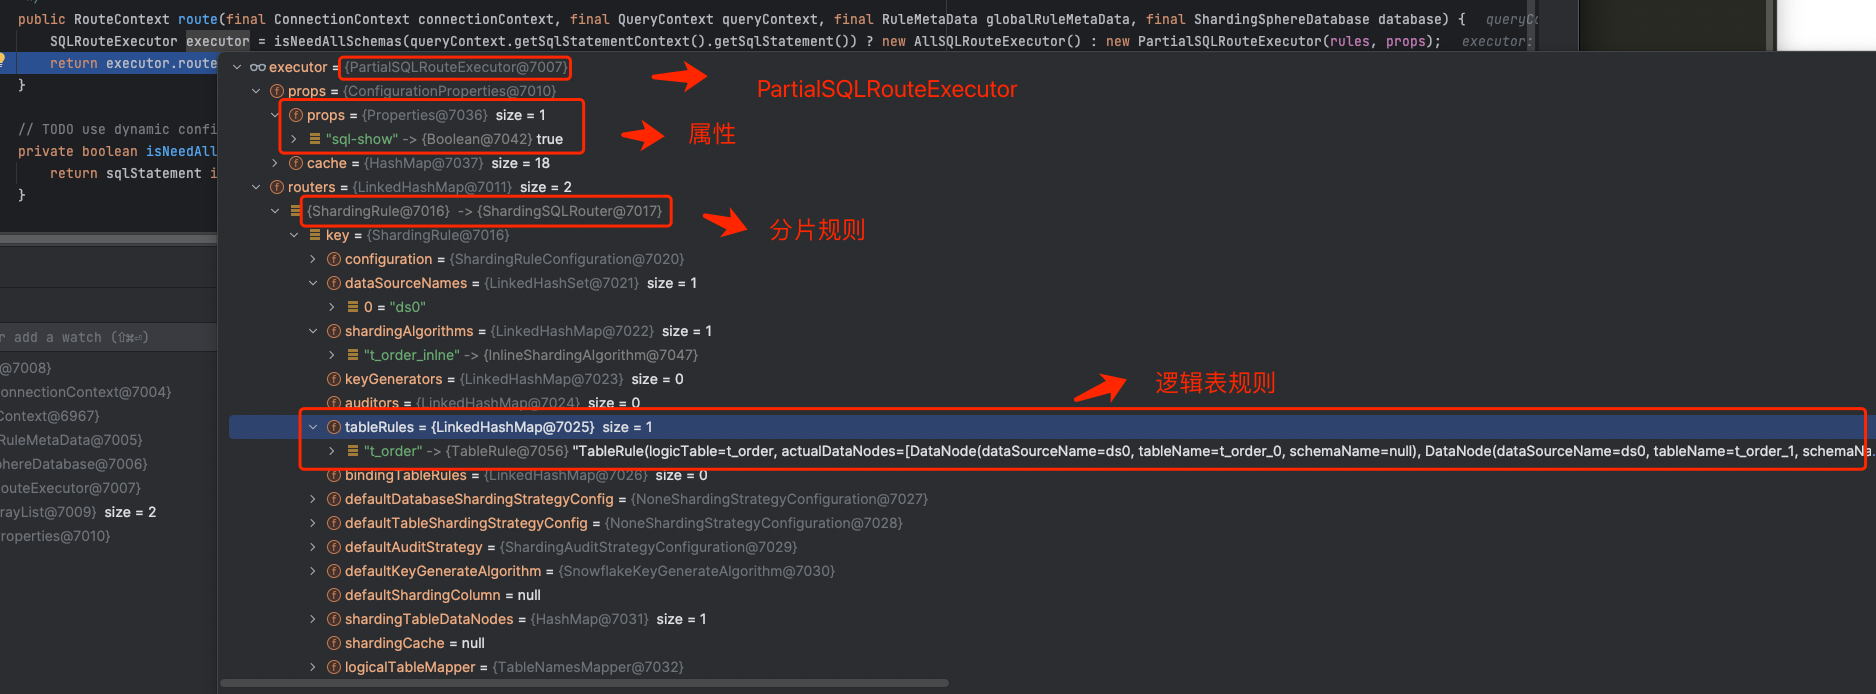 public RouteContext route(final ConnectionContext connectionContext, final QueryContext queryContext, final RuleMetaData globalRuleMetaData, final ShardingSphereDatabase database) {
SQLRouteExecutor executor = isNeedAllSchemas(queryContext.getSqlStatementContext().getSqlStatement()) ? new AllSQLRouteExecutor() : new PartialSQLRouteExecutor(rules, props);   executor:
return executor.route
}
// TODO use dynamic confi
private boolean isNeedAll
return sqlStatement i
}
r add a watch (⇧⌘⏎)
@7008}
onnectionContext@7004}
Context@6967}
RuleMetaData@7005}
phereDatabase@7006}
outeExecutor@7007}
rayList@7009} size = 2
roperties@7010}
executor = {PartialSQLRouteExecutor@7007}
PartialSQLRouteExecutor
props = {ConfigurationProperties@7010}
props = {Properties@7036} size = 1
"sql-show" -> {Boolean@7042} true
属性
cache = {HashMap@7037} size = 18
routers = {LinkedHashMap@7011} size = 2
{ShardingRule@7016} -> {ShardingSQLRouter@7017}
分片规则
key = {ShardingRule@7016}
configuration = {ShardingRuleConfiguration@7020}
dataSourceNames = {LinkedHashSet@7021} size = 1
0 = "ds0"
shardingAlgorithms = {LinkedHashMap@7022} size = 1
"t_order_inlne" -> {InlineShardingAlgorithm@7047}
keyGenerators = {LinkedHashMap@7023} size = 0
逻辑表规则
auditors = {LinkedHashMap@7024} size = 0
tableRules = {LinkedHashMap@7025} size = 1
"t_order" -> {TableRule@7056} "TableRule(logicTable=t_order, actualDataNodes=[DataNode(dataSourceName=ds0, tableName=t_order_0, schemaName=null), DataNode(dataSourceName=ds0, tableName=t_order_1, schemaNa...
bindingTableRules = {LinkedHashMap@7026} size = 0
defaultDatabaseShardingStrategyConfig = {NoneShardingStrategyConfiguration@7027}
defaultTableShardingStrategyConfig = {NoneShardingStrategyConfiguration@7028}
defaultAuditStrategy = {ShardingAuditStrategyConfiguration@7029}
defaultKeyGenerateAlgorithm = {SnowflakeKeyGenerateAlgorithm@7030}
defaultShardingColumn = null
shardingTableDataNodes = {HashMap@7031} size = 1
shardingCache = null
logicalTableMapper = {TableNamesMapper@7032}